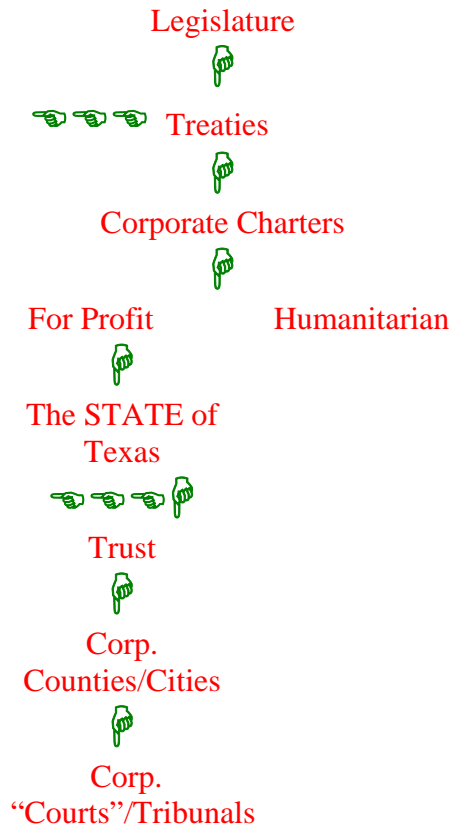 Legislature
Treaties
Corporate Charters
For Profit Humanitarian
The STATE of
Texas
Trust
Corp.
Counties/Cities
Corp.
“Courts”/Tribunals